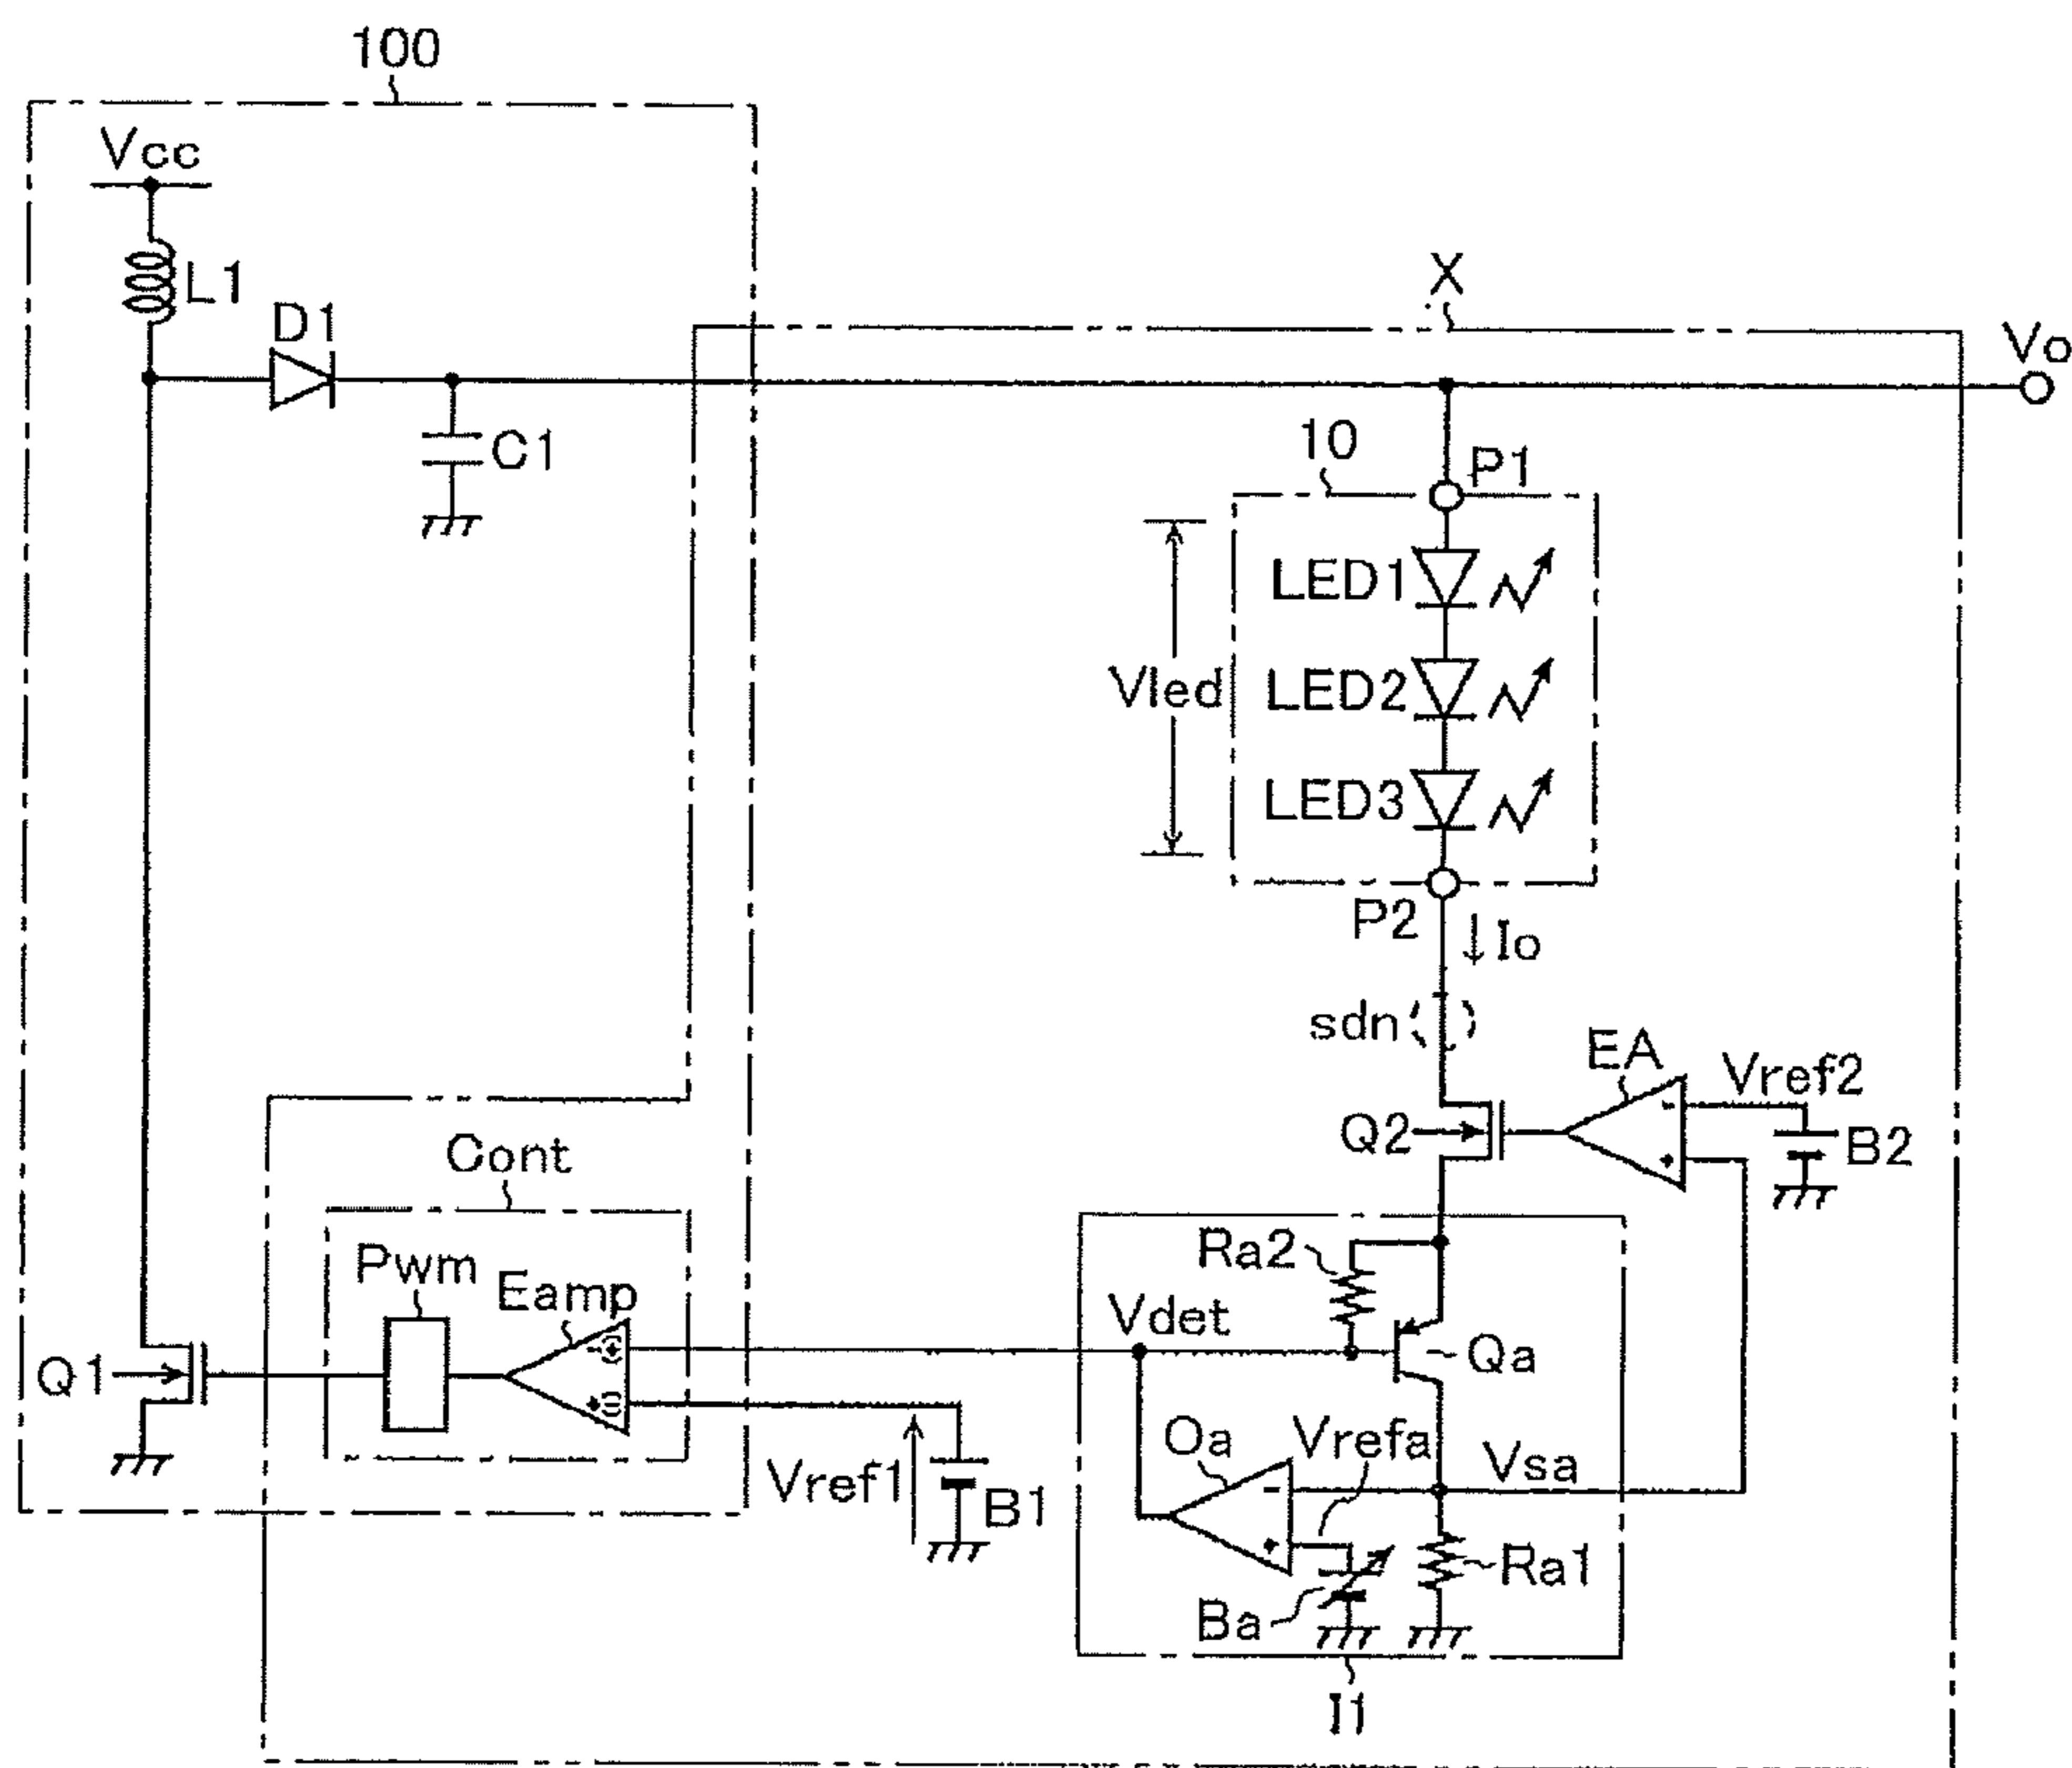 100
Vcc
L1
D1
C1
X
Vo
10
P1
LED1
Vled
LED2
LED3
P2
Io
sdn
EA
Vref2
Q2
B2
Cont
Pwm
Eamp
Ra2
Vdet
Qa
Q1
- (+)
+ (-)
- 
+
Vref1
B1
Oa
Vrefa
Vsa
-
+
Ba
Ra1
I1